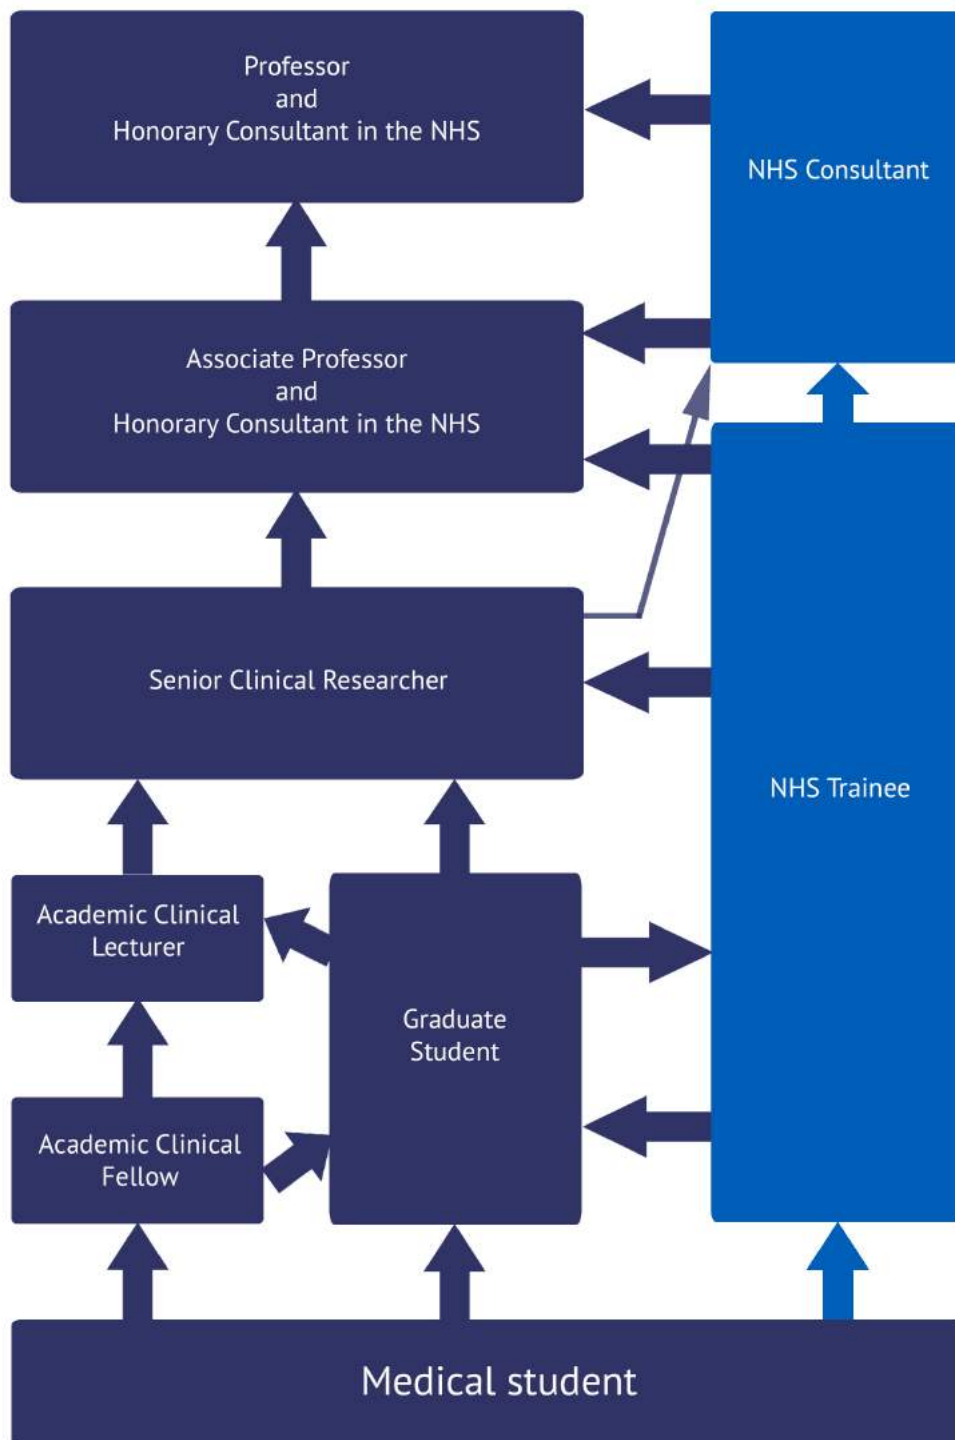 Professor
and
Honorary Consultant in the NHS
NHS Consultant
Associate Professor
and
Honorary Consultant in the NHS
Senior Clinical Researcher
NHS Trainee
Academic Clinical
Lecturer
Graduate
Student
Academic Clinical
Fellow
Medical student